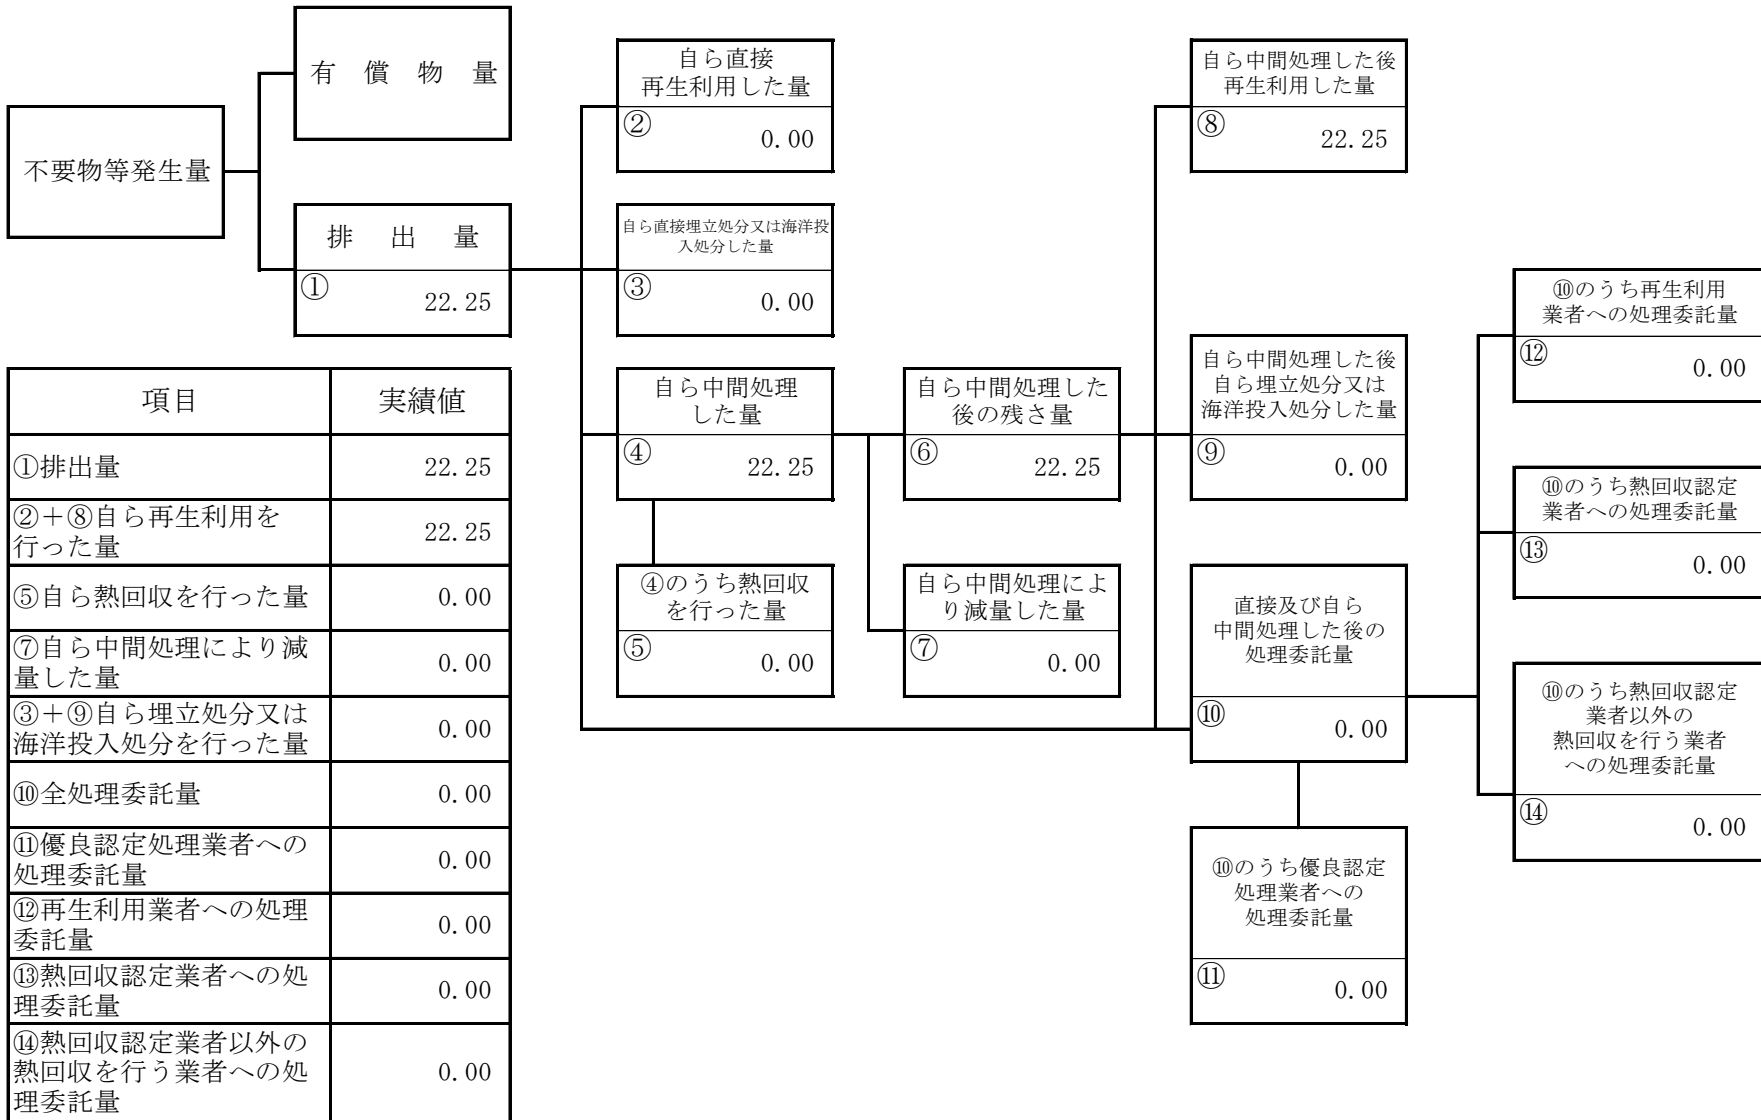 有償物量
不要物等発生量
排出量
①
22.25
自ら直接
再生利用した量
②
0.00
自ら直接埋立処分又は海洋投
入処分した量
③
0.00
自ら中間処理
した量
④
22.25
④のうち熱回収
を行った量
⑤
0.00
自ら中間処理した
後の残さ量
⑥
22.25
自ら中間処理によ
り減量した量
⑦
0.00
自ら中間処理した後
再生利用した量
⑧
22.25
自ら中間処理した後
自ら埋立処分又は
海洋投入処分した量
⑨
0.00
直接及び自ら
中間処理した後の
処理委託量
⑩
0.00
⑩のうち優良認定
処理業者への
処理委託量
⑪
0.00
⑩のうち再生利用
業者への処理委託量
⑫
0.00
⑩のうち熱回収認定
業者への処理委託量
⑬
0.00
⑩のうち熱回収認定
業者以外の
熱回収を行う業者
への処理委託量
⑭
0.00
項目 実績値
①排出量 22.25
②+⑧自ら再生利用を
行った量 22.25
⑤自ら熱回収を行った量 0.00
⑦自ら中間処理により減
量した量 0.00
③+⑨自ら埋立処分又は
海洋投入処分を行った量 0.00
⑩全処理委託量 0.00
⑪優良認定処理業者への
処理委託量 0.00
⑫再生利用業者への処理
委託量 0.00
⑬熱回収認定業者への処
理委託量 0.00
⑭熱回収認定業者以外の
熱回収を行う業者への処
理委託量 0.00